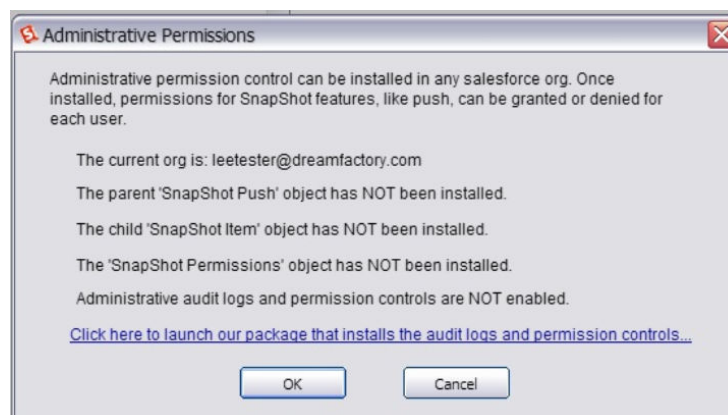 Administrative Permissions
Administrative permission control can be installed in any salesforce org. Once
installed, permissions for SnapShot features, like push, can be granted or denied for
each user.
The current org is: leetester@dreamfactory.com
The parent 'SnapShot Push' object has NOT been installed.
The child 'SnapShot Item' object has NOT been installed.
The 'SnapShot Permissions' object has NOT been installed.
Administrative audit logs and permission controls are NOT enabled.
Click here to launch our package that installs the audit logs and permission controls...
OK Cancel